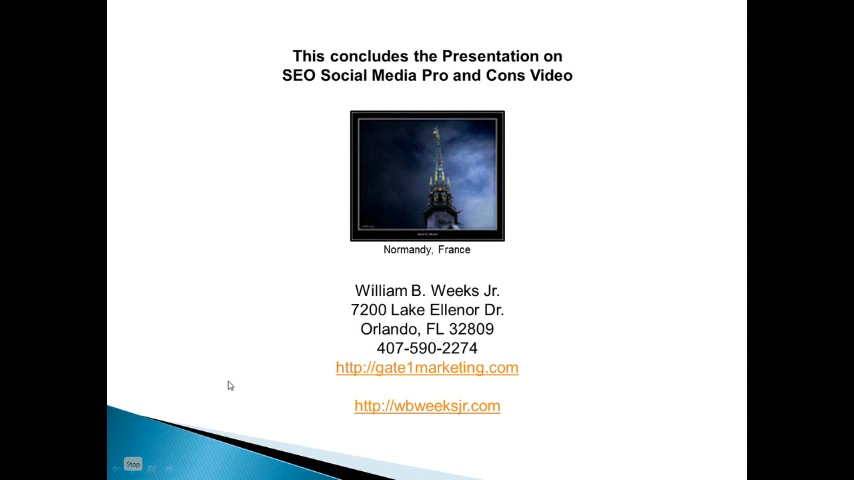 This concludes the Presentation on
SEO Social Media Pro and Cons Video
Normandy, France
William B. Weeks Jr.
7200 Lake Ellenor Dr.
Orlando, FL 32809
407-590-2274
http://gate1marketing.com
http://wbweeksjr.com
Stop